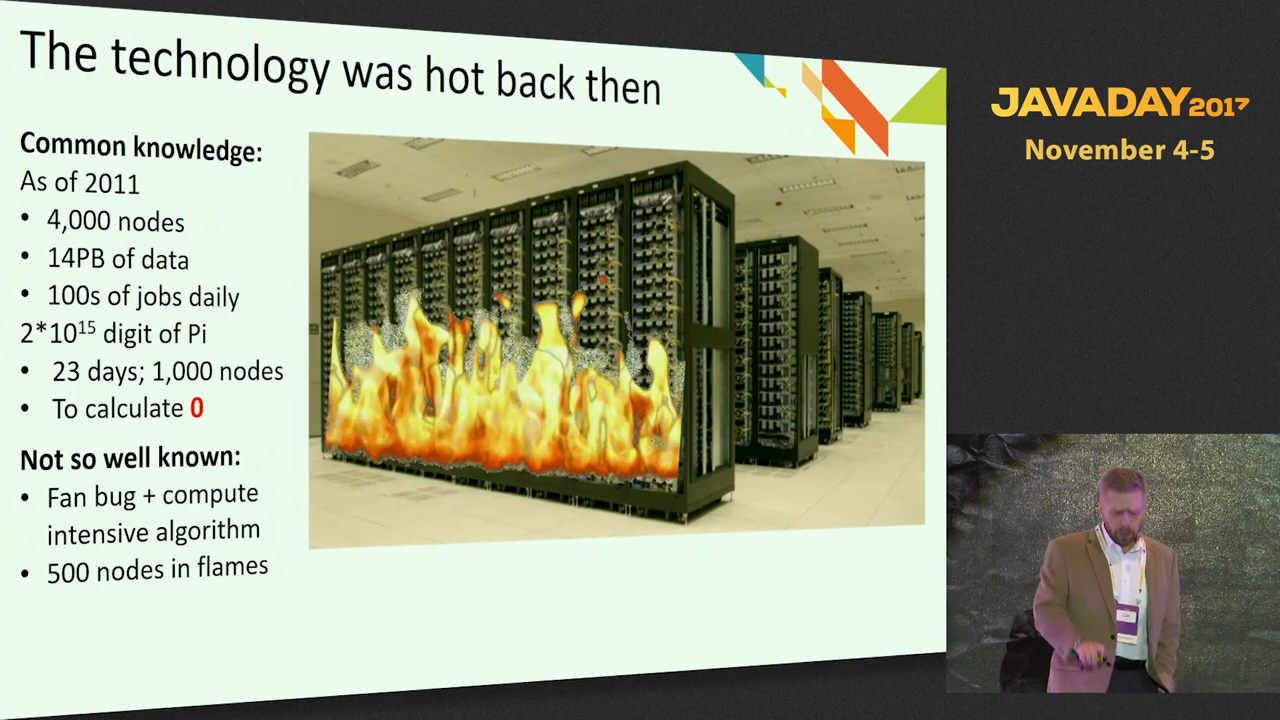 The technology was hot back then
Common knowledge:
As of 2011
• 4,000 nodes
• 14PB of data
• 100s of jobs daily
2*10¹⁵ digit of Pi
• 23 days; 1,000 nodes
• To calculate 0
Not so well known:
• Fan bug + compute
intensive algorithm
• 500 nodes in flames
JAVADAY2017
November 4-5